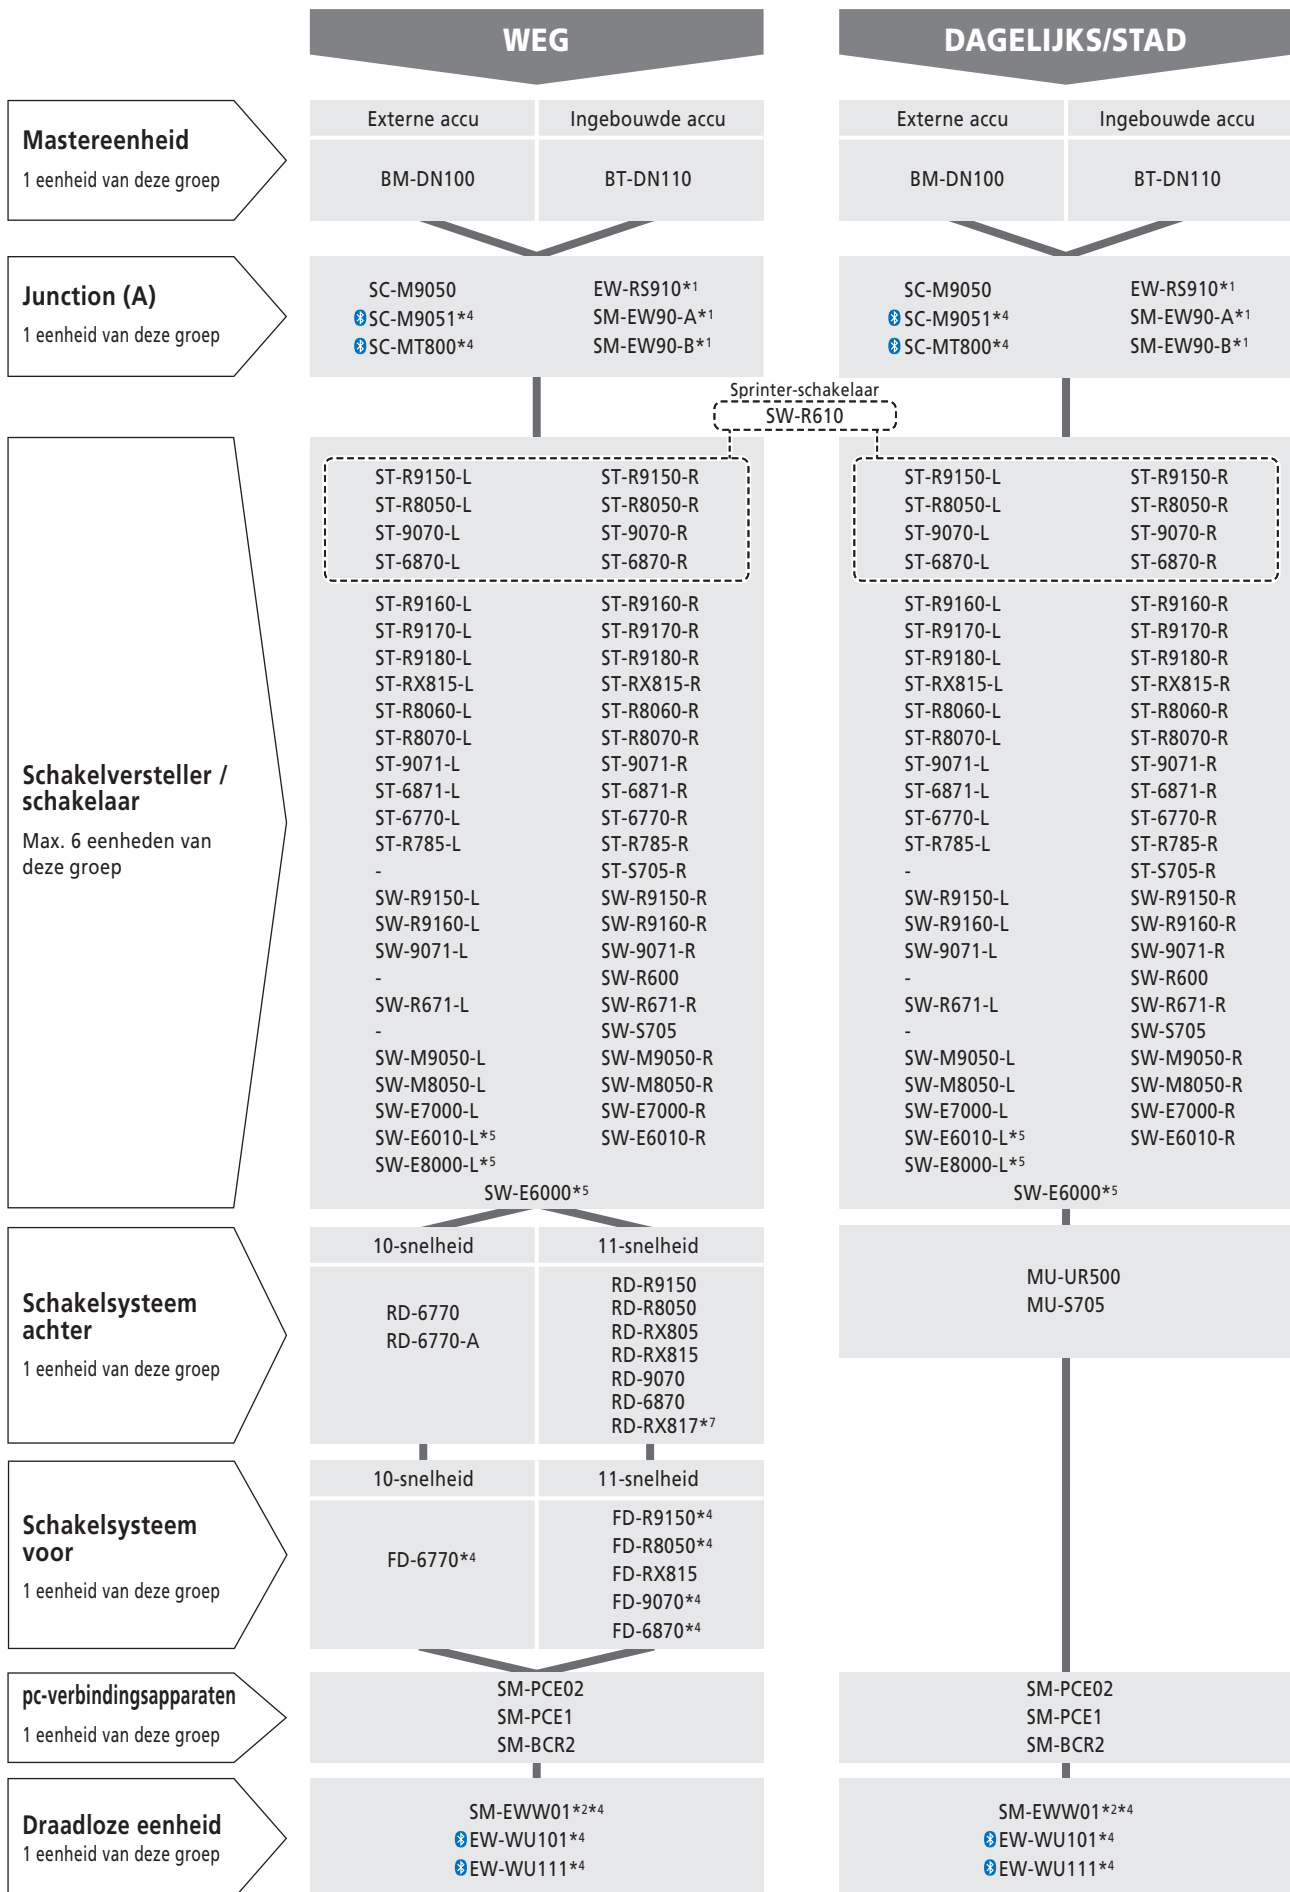 WEG
DAGELIJKS/STAD
Mastereenheid
1 eenheid van deze groep
Externe accu
Ingebouwde accu
BM-DN100
BT-DN110
Externe accu
Ingebouwde accu
BM-DN100
BT-DN110
Junction (A)
1 eenheid van deze groep
SC-M9050
SC-M9051*4
SC-MT800*4
EW-RS910*1
SM-EW90-A*1
SM-EW90-B*1
SC-M9050
SC-M9051*4
SC-MT800*4
EW-RS910*1
SM-EW90-A*1
SM-EW90-B*1
Sprinter-schakelaar
SW-R610
Schakelversteller /
schakelaar
Max. 6 eenheden van
deze groep
ST-R9150-L ST-R9150-R
ST-R8050-L ST-R8050-R
ST-9070-L ST-9070-R
ST-6870-L ST-6870-R
ST-R9160-L ST-R9160-R
ST-R9170-L ST-R9170-R
ST-R9180-L ST-R9180-R
ST-RX815-L ST-RX815-R
ST-R8060-L ST-R8060-R
ST-R8070-L ST-R8070-R
ST-9071-L ST-9071-R
ST-6871-L ST-6871-R
ST-6770-L ST-6770-R
ST-R785-L ST-R785-R
- ST-S705-R
SW-R9150-L SW-R9150-R
SW-R9160-L SW-R9160-R
SW-9071-L SW-9071-R
- SW-R600
SW-R671-L SW-R671-R
- SW-S705
SW-M9050-L SW-M9050-R
SW-M8050-L SW-M8050-R
SW-E7000-L SW-E7000-R
SW-E6010-L*5 SW-E6010-R
SW-E8000-L*5
SW-E6000*5
ST-R9150-L ST-R9150-R
ST-R8050-L ST-R8050-R
ST-9070-L ST-9070-R
ST-6870-L ST-6870-R
ST-R9160-L ST-R9160-R
ST-R9170-L ST-R9170-R
ST-R9180-L ST-R9180-R
ST-RX815-L ST-RX815-R
ST-R8060-L ST-R8060-R
ST-R8070-L ST-R8070-R
ST-9071-L ST-9071-R
ST-6871-L ST-6871-R
ST-6770-L ST-6770-R
ST-R785-L ST-R785-R
- ST-S705-R
SW-R9150-L SW-R9150-R
SW-R9160-L SW-R9160-R
SW-9071-L SW-9071-R
- SW-R600
SW-R671-L SW-R671-R
- SW-S705
SW-M9050-L SW-M9050-R
SW-M8050-L SW-M8050-R
SW-E7000-L SW-E7000-R
SW-E6010-L*5 SW-E6010-R
SW-E8000-L*5
SW-E6000*5
Schakelsysteem
achter
1 eenheid van deze groep
10-snelheid
RD-6770
RD-6770-A
11-snelheid
RD-R9150
RD-R8050
RD-RX805
RD-RX815
RD-9070
RD-6870
RD-RX817*7
MU-UR500
MU-S705
Schakelsysteem
voor
1 eenheid van deze groep
10-snelheid
FD-6770*4
11-snelheid
FD-R9150*4
FD-R8050*4
FD-RX815
FD-9070*4
FD-6870*4
pc-verbindingsapparaten
1 eenheid van deze groep
SM-PCE02
SM-PCE1
SM-BCR2
SM-PCE02
SM-PCE1
SM-BCR2
Draadloze eenheid
1 eenheid van deze groep
SM-EWW01*2*4
EW-WU101*4
EW-WU111*4
SM-EWW01*2*4
EW-WU101*4
EW-WU111*4